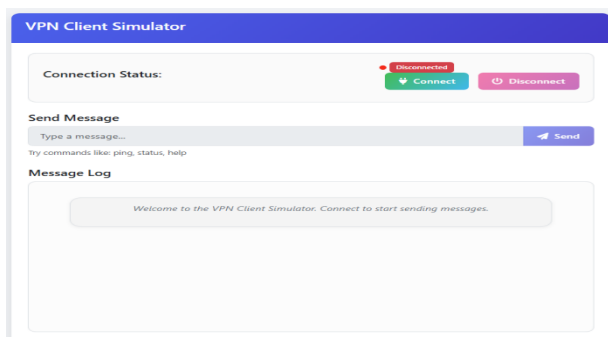 VPN Client Simulator
Connection Status:
Disconnected
Connect
Disconnect
Send Message
Type a message...
Send
Try commands like: ping, status, help
Message Log
Welcome to the VPN Client Simulator. Connect to start sending messages.